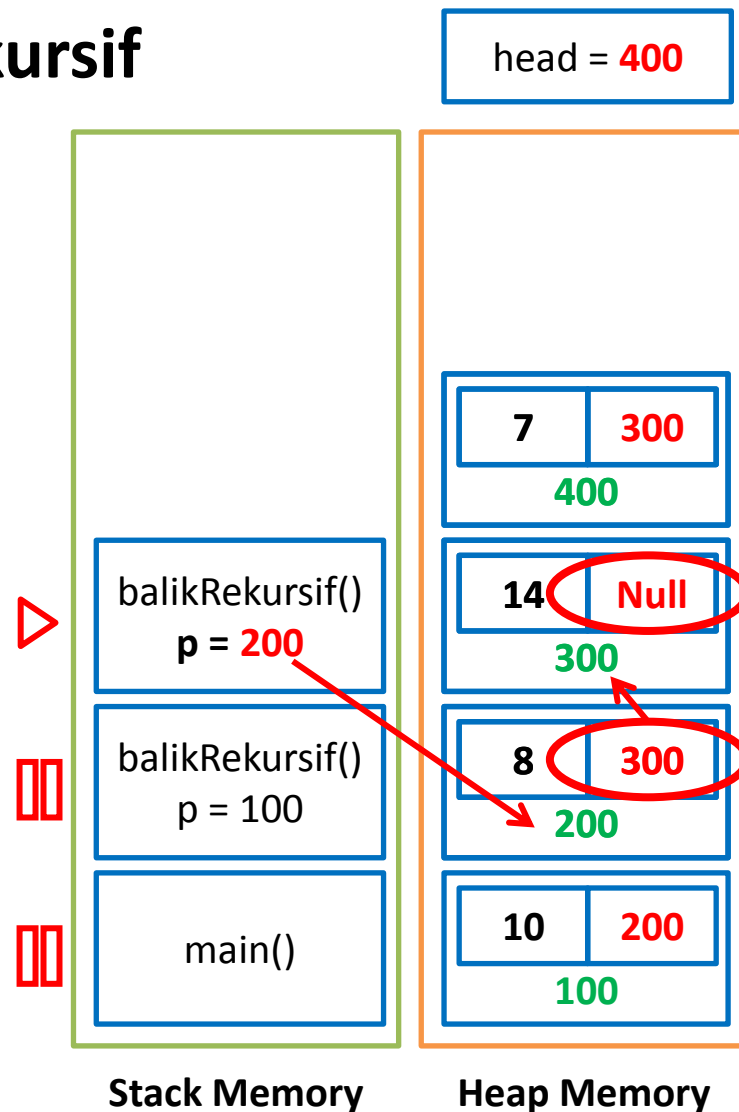 kursif
head = 400
7 300
400
14 Null
300
balikRekursif()
p = 200
8 300
200
balikRekursif()
p = 100
10 200
100
main()
Stack Memory
Heap Memory